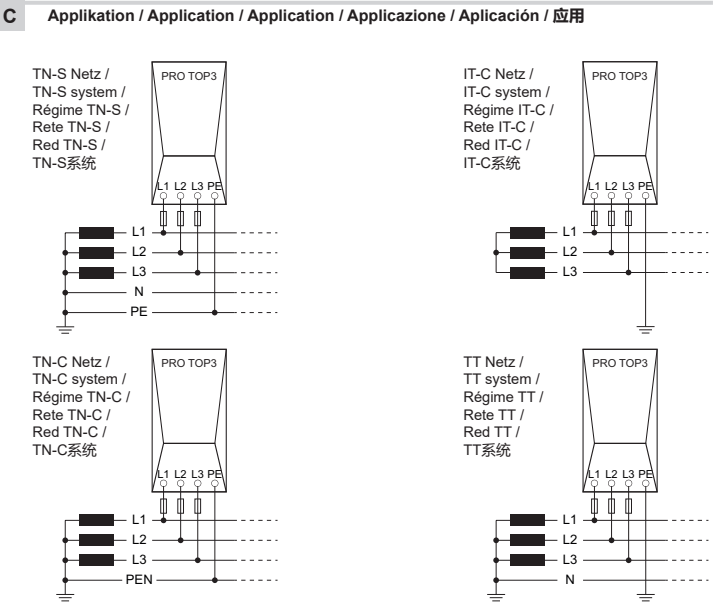 C Applikation / Application / Application / Applicazione / Aplicación / 应用
TN-S Netz /
TN-S system /
Régime TN-S /
Rete TN-S /
Red TN-S /
TN-S系统
PRO TOP3
L1 L2 L3 PE
L1
L2
L3
N
PE
IT-C Netz /
IT-C system /
Régime IT-C /
Rete IT-C /
Red IT-C /
IT-C系统
PRO TOP3
L1 L2 L3 PE
L1
L2
L3
TN-C Netz /
TN-C system /
Régime TN-C /
Rete TN-C /
Red TN-C /
TN-C系统
PRO TOP3
L1 L2 L3 PE
L1
L2
L3
PEN
TT Netz /
TT system /
Régime TT /
Rete TT /
Red TT /
TT系统
PRO TOP3
L1 L2 L3 PE
L1
L2
L3
N